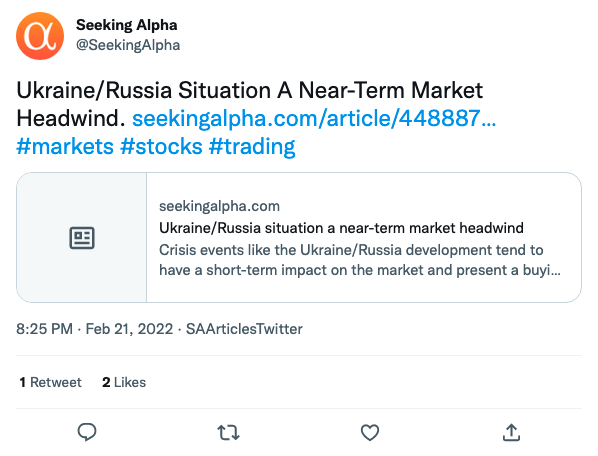 Seeking Alpha
@SeekingAlpha
Ukraine/Russia Situation A Near-Term Market
Headwind. seekingalpha.com/article/448887…
#markets #stocks #trading
seekingalpha.com
Ukraine/Russia situation a near-term market headwind
Crisis events like the Ukraine/Russia development tend to
have a short-term impact on the market and present a buyi…
8:25 PM · Feb 21, 2022 · SAArticlesTwitter
1 Retweet 2 Likes